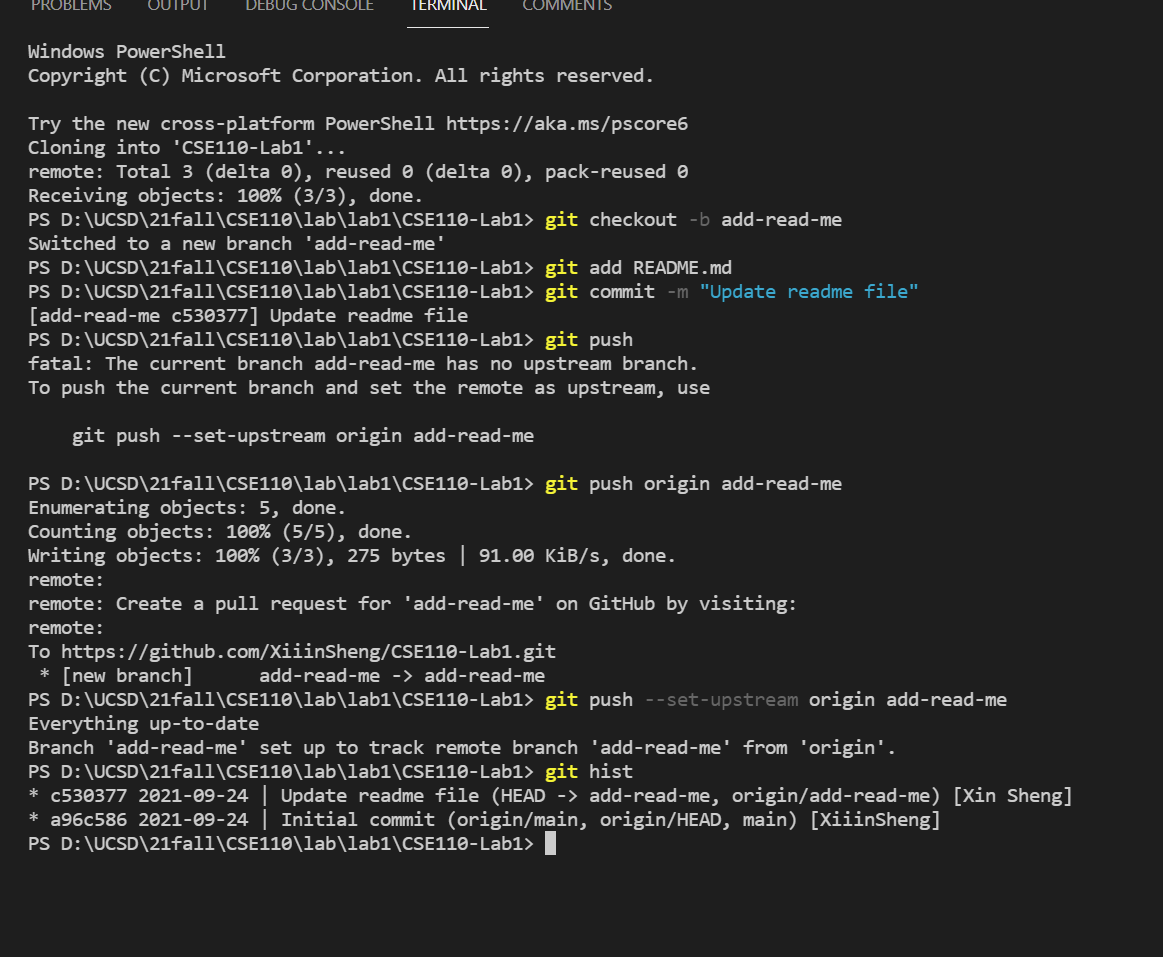 PROBLEMS OUTPUT DEBUG CONSOLE TERMINAL COMMENTS
Windows PowerShell
Copyright (C) Microsoft Corporation. All rights reserved.
Try the new cross-platform PowerShell https://aka.ms/pscore6
Cloning into 'CSE110-Lab1'...
remote: Total 3 (delta 0), reused 0 (delta 0), pack-reused 0
Receiving objects: 100% (3/3), done.
PS D:\UCSD\21fall\CSE110\lab\lab1\CSE110-Lab1> git checkout -b add-read-me
Switched to a new branch 'add-read-me'
PS D:\UCSD\21fall\CSE110\lab\lab1\CSE110-Lab1> git add README.md
PS D:\UCSD\21fall\CSE110\lab\lab1\CSE110-Lab1> git commit -m "Update readme file"
[add-read-me c530377] Update readme file
PS D:\UCSD\21fall\CSE110\lab\lab1\CSE110-Lab1> git push
fatal: The current branch add-read-me has no upstream branch.
To push the current branch and set the remote as upstream, use
git push --set-upstream origin add-read-me
PS D:\UCSD\21fall\CSE110\lab\lab1\CSE110-Lab1> git push origin add-read-me
Enumerating objects: 5, done.
Counting objects: 100% (5/5), done.
Writing objects: 100% (3/3), 275 bytes | 91.00 KiB/s, done.
remote:
remote: Create a pull request for 'add-read-me' on GitHub by visiting:
remote:
To https://github.com/XiiinSheng/CSE110-Lab1.git
* [new branch] add-read-me -> add-read-me
PS D:\UCSD\21fall\CSE110\lab\lab1\CSE110-Lab1> git push --set-upstream origin add-read-me
Everything up-to-date
Branch 'add-read-me' set up to track remote branch 'add-read-me' from 'origin'.
PS D:\UCSD\21fall\CSE110\lab\lab1\CSE110-Lab1> git hist
* c530377 2021-09-24 | Update readme file (HEAD -> add-read-me, origin/add-read-me) [Xin Sheng]
* a96c586 2021-09-24 | Initial commit (origin/main, origin/HEAD, main) [XiiinSheng]
PS D:\UCSD\21fall\CSE110\lab\lab1\CSE110-Lab1>